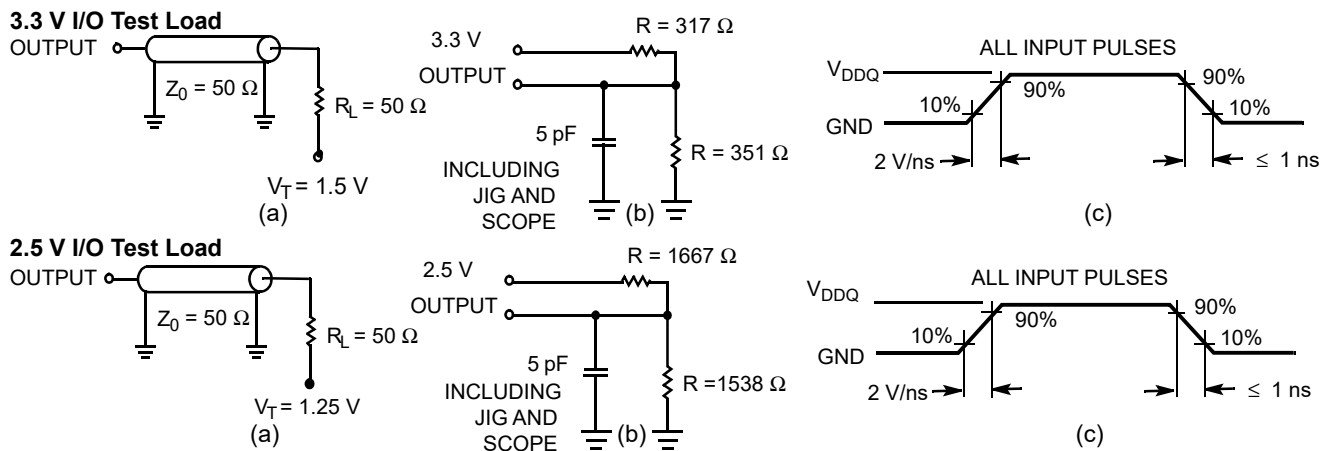 3.3 V I/O Test Load
OUTPUT
Z0 = 50 Ω
RL = 50 Ω
VT = 1.5 V
(a)
3.3 V
OUTPUT
R = 317 Ω
5 pF
R = 351 Ω
INCLUDING
JIG AND
SCOPE
(b)
ALL INPUT PULSES
VDDQ
GND
10%
90%
90%
10%
2 V/ns
≤ 1 ns
(c)
2.5 V I/O Test Load
OUTPUT
Z0 = 50 Ω
RL = 50 Ω
VT = 1.25 V
(a)
2.5 V
OUTPUT
R = 1667 Ω
5 pF
R =1538 Ω
INCLUDING
JIG AND
SCOPE
(b)
ALL INPUT PULSES
VDDQ
GND
10%
90%
90%
10%
2 V/ns
≤ 1 ns
(c)